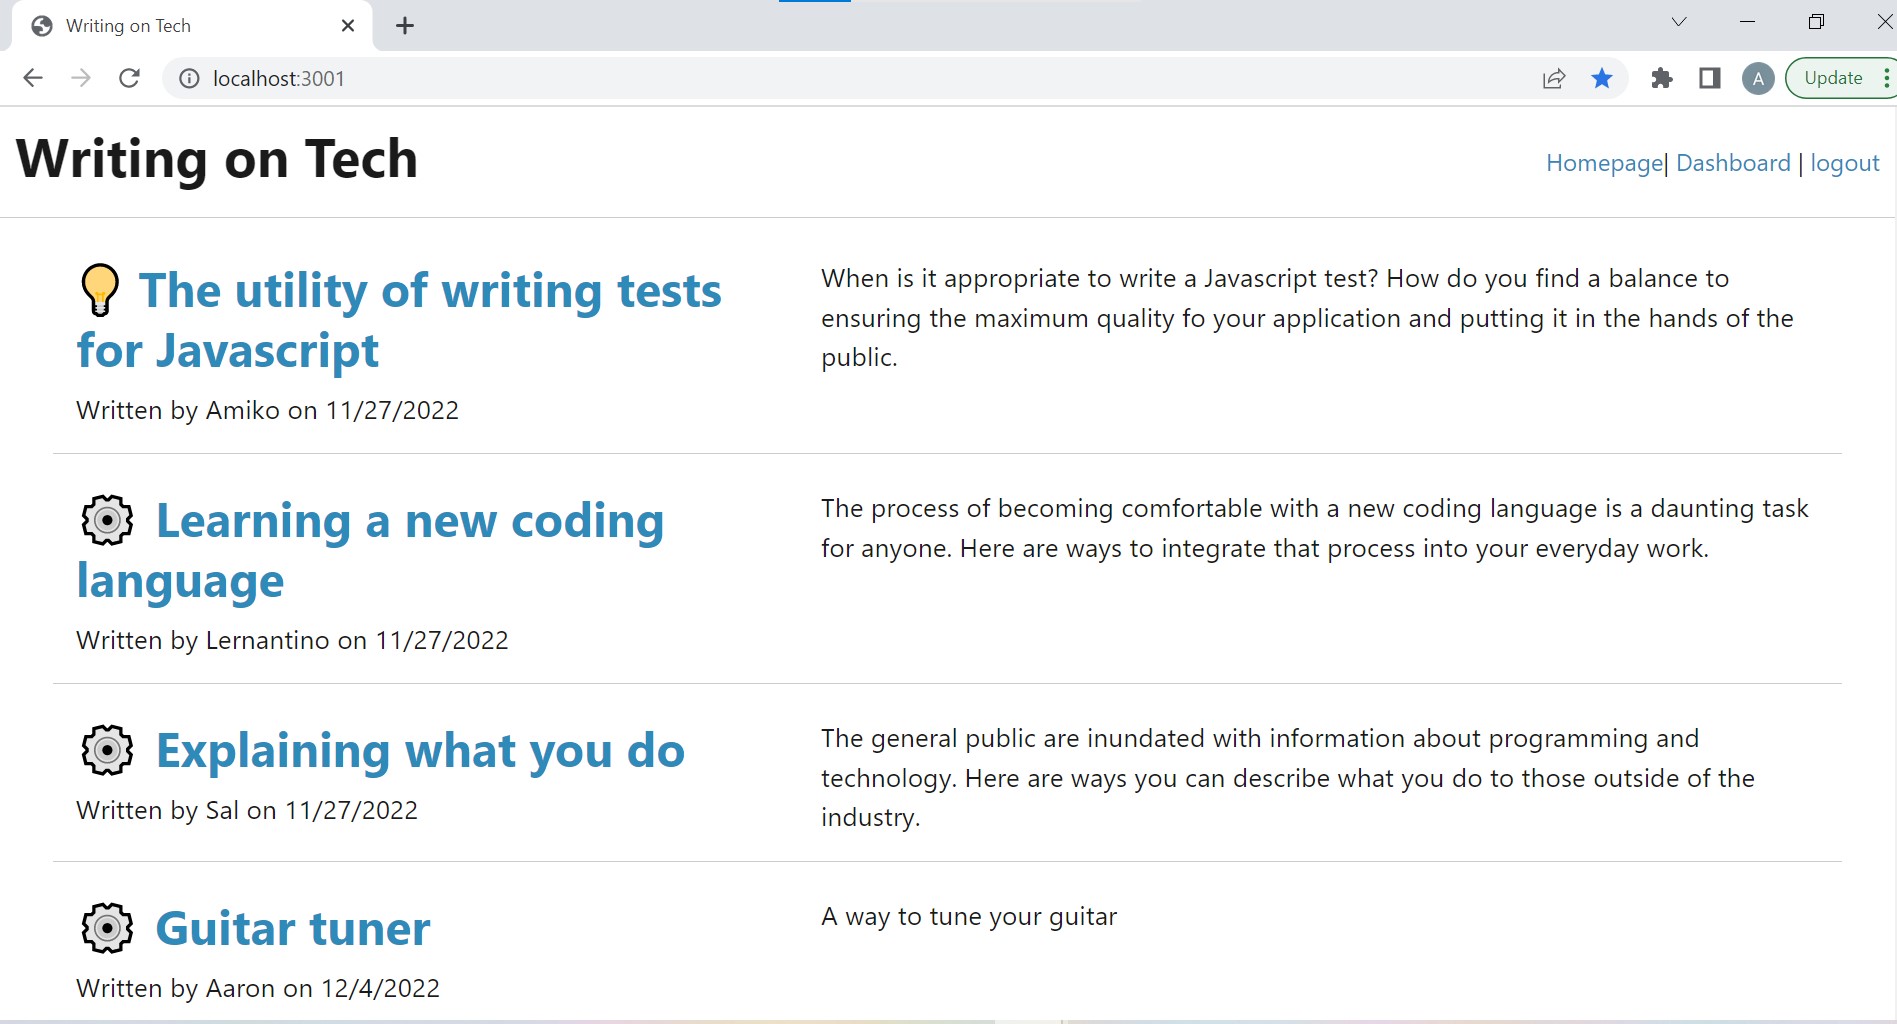 Writing on Tech
localhost:3001
A
Update
Writing on Tech
Homepage| Dashboard | logout
The utility of writing tests
for Javascript
Written by Amiko on 11/27/2022
When is it appropriate to write a Javascript test? How do you find a balance to
ensuring the maximum quality fo your application and putting it in the hands of the
public.
Learning a new coding
language
Written by Lernantino on 11/27/2022
The process of becoming comfortable with a new coding language is a daunting task
for anyone. Here are ways to integrate that process into your everyday work.
Explaining what you do
Written by Sal on 11/27/2022
The general public are inundated with information about programming and
technology. Here are ways you can describe what you do to those outside of the
industry.
Guitar tuner
Written by Aaron on 12/4/2022
A way to tune your guitar